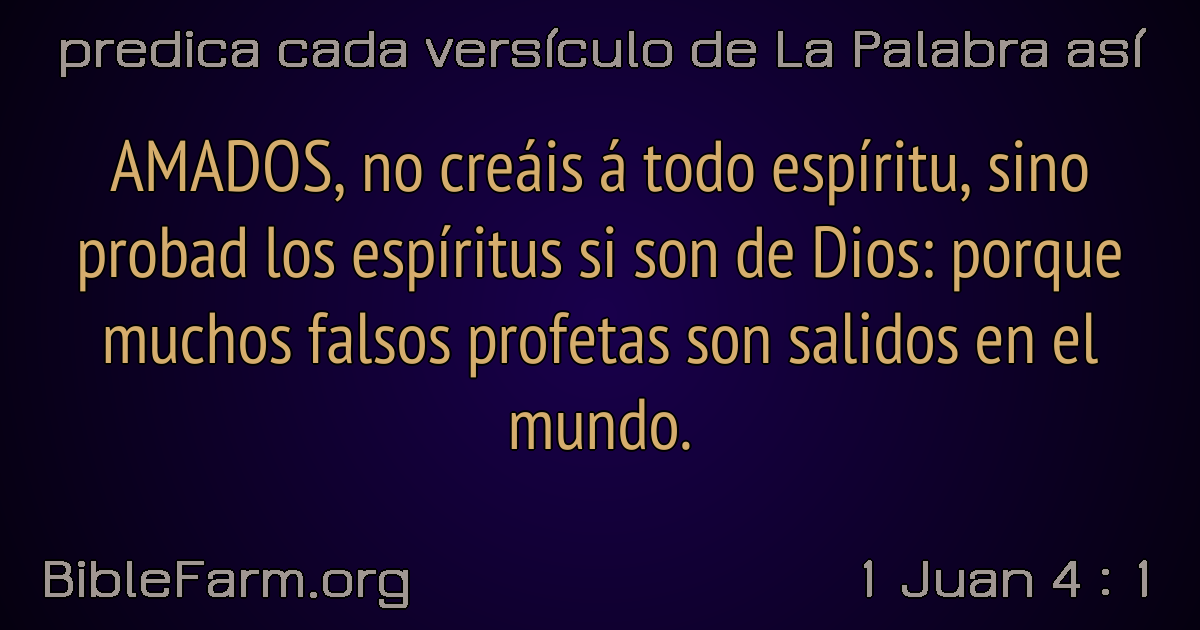 predica cada versículo de La Palabra así
AMADOS, no creáis á todo espíritu, sino
probad los espíritus si son de Dios: porque
muchos falsos profetas son salidos en el
mundo.
BibleFarm.org
1 Juan 4 : 1